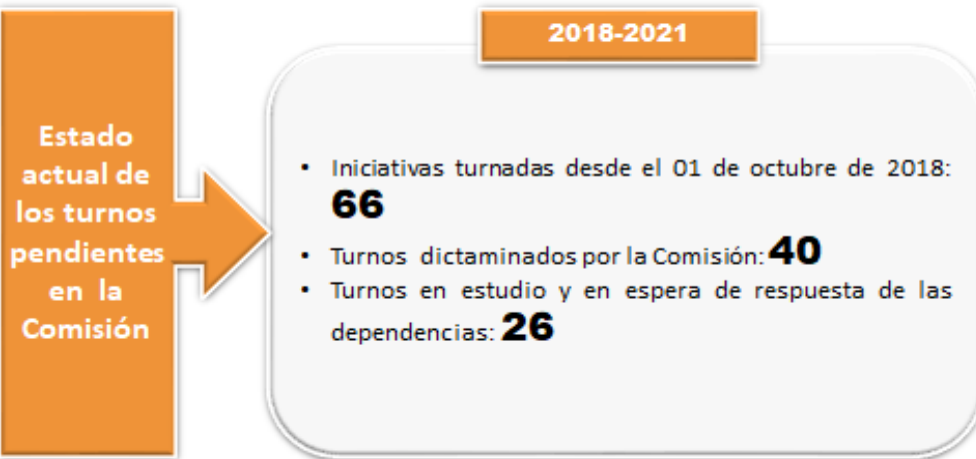 2018-2021
Estado
actual de
los turnos
pendientes
en la
Comisión
• Iniciativas turnadas desde el 01 de octubre de 2018:
66
• Turnos dictaminados por la Comisión: 40
• Turnos en estudio y en espera de respuesta de las
dependencias: 26